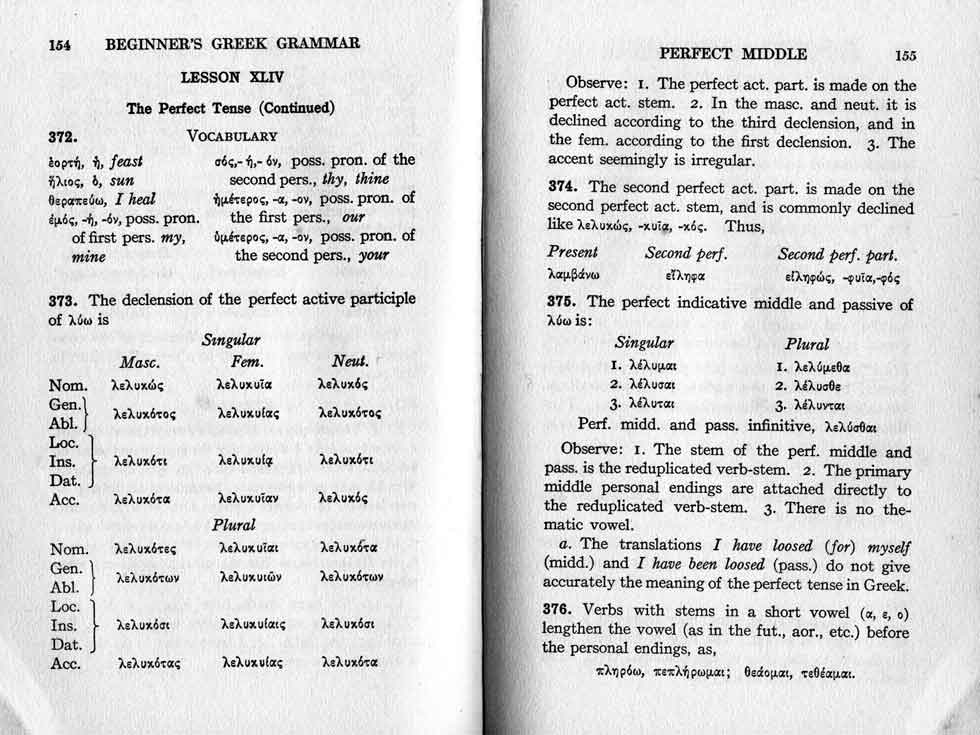 154 BEGINNER'S GREEK GRAMMAR
LESSON XLIV
The Perfect Tense (Continued)
372. VOCABULARY
ἑορτή, ἡ, feast
ἥλιος, ὁ, sun
θεραπεύω, I heal
ἐμός, -ή, -όν, poss. pron.
of first pers. my,
mine
σός,- ή,- όν, poss. pron. of the
second pers., thy, thine
ἡμέτερος, -α, -ον, poss. pron. of
the first pers., our
ὑμέτερος, -α, -ον, poss. pron. of
the second pers., your
373. The declension of the perfect active participle
of λύω is
Singular
Masc. Fem. Neut.
Nom. λελυκώς λελυκυῖα λελυκός
Gen.
Abl. } λελυκότος λελυκυίας λελυκότος
Loc.
Ins. } λελυκότι λελυκυίᾳ λελυκότι
Dat.
Acc. λελυκότα λελυκυῖαν λελυκός
Plural
Nom. λελυκότες λελυκυῖαι λελυκότα
Gen.
Abl. } λελυκότων λελυκυιῶν λελυκότων
Loc.
Ins. } λελυκόσι λελυκυίαις λελυκόσι
Dat.
Acc. λελυκότας λελυκυίας λελυκότα
PERFECT MIDDLE 155
Observe: 1. The perfect act. part. is made on the
perfect act. stem. 2. In the masc. and neut. it is
declined according to the third declension, and in
the fem. according to the first declension. 3. The
accent seemingly is irregular.
374. The second perfect act. part. is made on the
second perfect act. stem, and is commonly declined
like λελυκώς, -κυῖᾳ, -κός. Thus,
Present Second perf. Second perf. part.
λαμβάνω εἴληφα εἰληφώς, -φυῖα,-φός
375. The perfect indicative middle and passive of
λύω is:
Singular Plural
1. λέλυμαι 1. λελύμεθα
2. λέλυσαι 2. λέλυσθε
3. λέλυται 3. λέλυνται
Perf. midd. and pass. infinitive, λελύσθαι
Observe: 1. The stem of the perf. middle and
pass. is the reduplicated verb-stem. 2. The primary
middle personal endings are attached directly to
the reduplicated verb-stem. 3. There is no the-
matic vowel.
a. The translations I have loosed (for) myself
(midd.) and I have been loosed (pass.) do not give
accurately the meaning of the perfect tense in Greek.
376. Verbs with stems in a short vowel (α, ε, ο)
lengthen the vowel (as in the fut., aor., etc.) before
the personal endings, as,
πληρόω, πεπλήρωμαι; θεάομαι, τεθέαμαι.